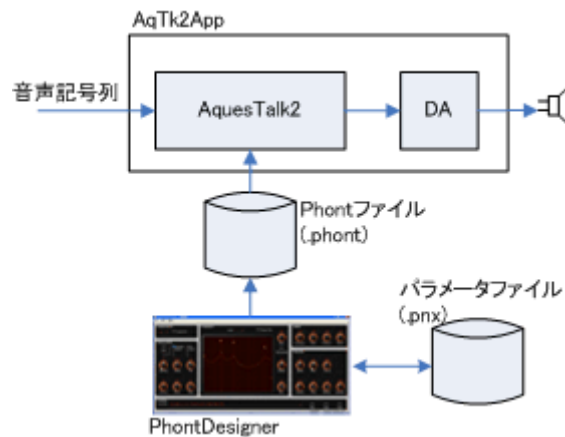 AqTk2App
音声記号列
AquesTalk2
DA
Phontファイル
(.phont)
パラメータファイル
(.pnx)
PhontDesigner